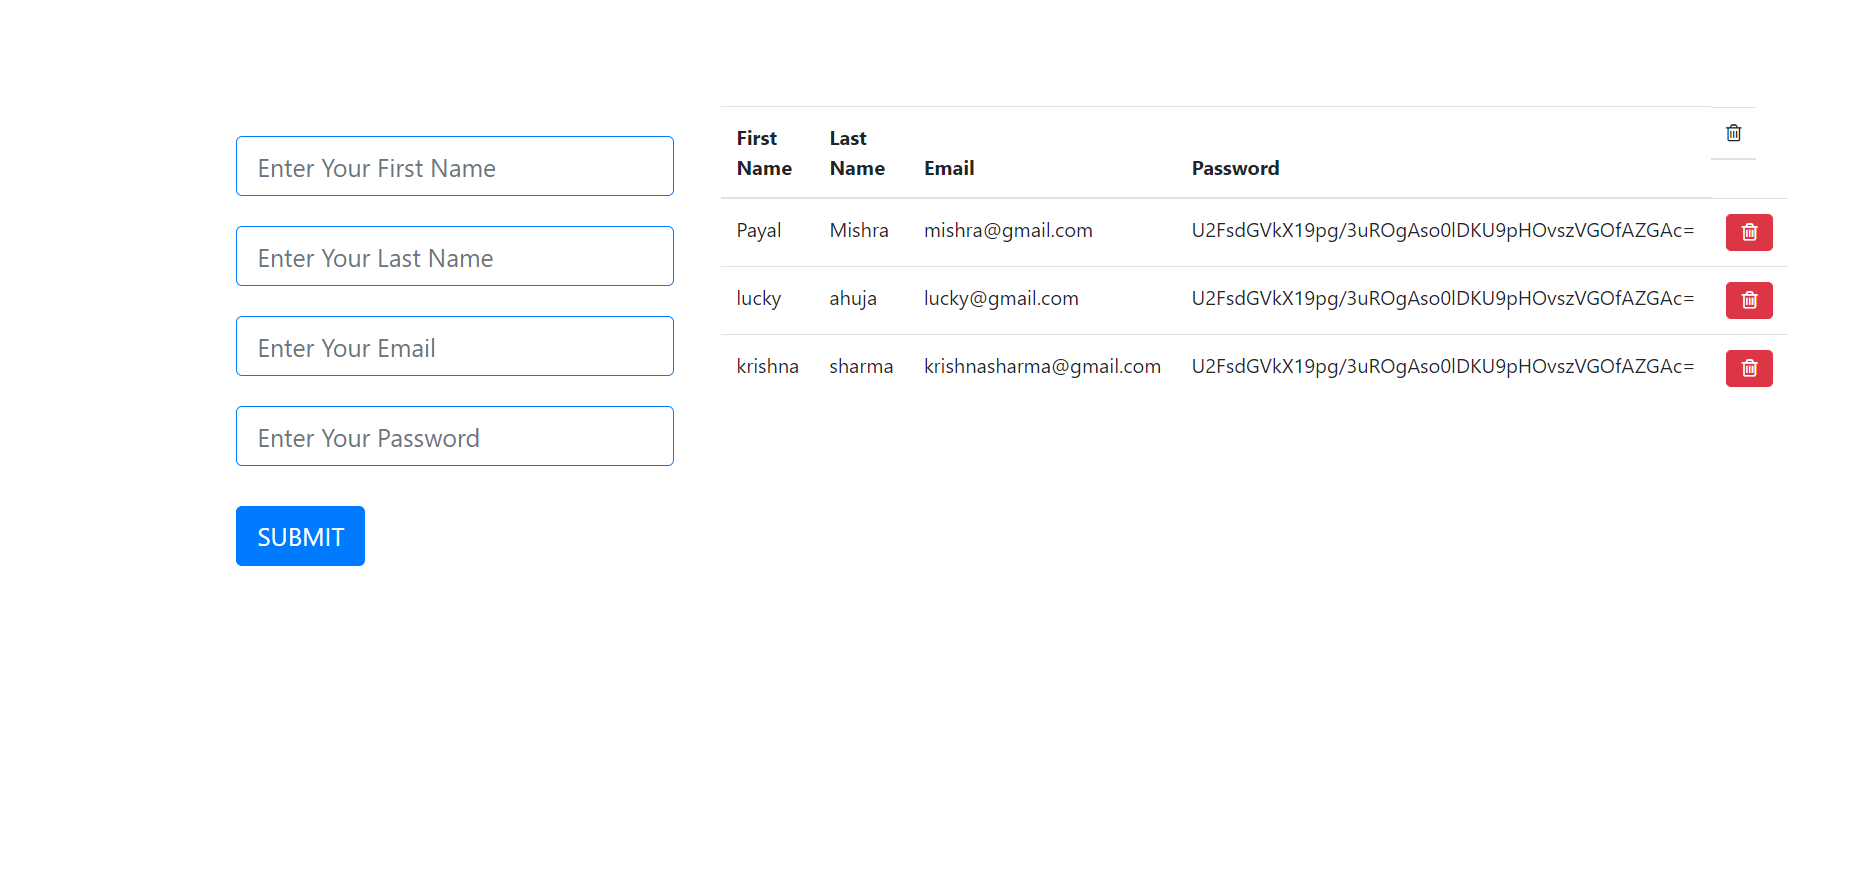 Enter Your First Name
Enter Your Last Name
Enter Your Email
Enter Your Password
SUBMIT
First Name Last Name Email Password
Payal Mishra mishra@gmail.com U2FsdGVkX19pg/3uROgAso0lDKU9pHOvszVGOfAZGAc=
lucky ahuja lucky@gmail.com U2FsdGVkX19pg/3uROgAso0lDKU9pHOvszVGOfAZGAc=
krishna sharma krishnasharma@gmail.com U2FsdGVkX19pg/3uROgAso0lDKU9pHOvszVGOfAZGAc=